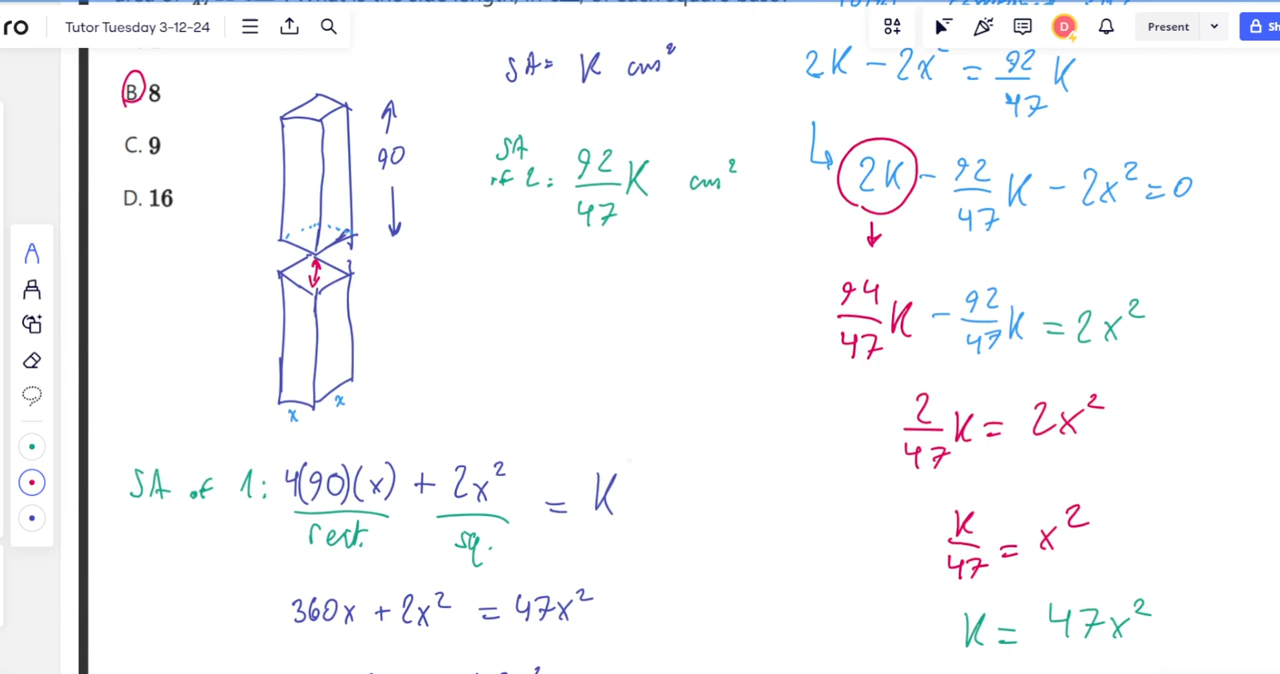 ro Tutor Tuesday 3-12-24 D Present Sh
B. 8
C. 9
D. 16
90
x x
SA = K cm²
SA of 2: 92/47 K cm²
SA of 1: 4(90)(x) + 2x² = K
rect. sq.
360x + 2x² = 47x²
2K - 2x² = 92/47 K
2K - 92/47 K - 2x² = 0
94/47 K - 92/47 K = 2x²
2/47 K = 2x²
K/47 = x²
K = 47x²